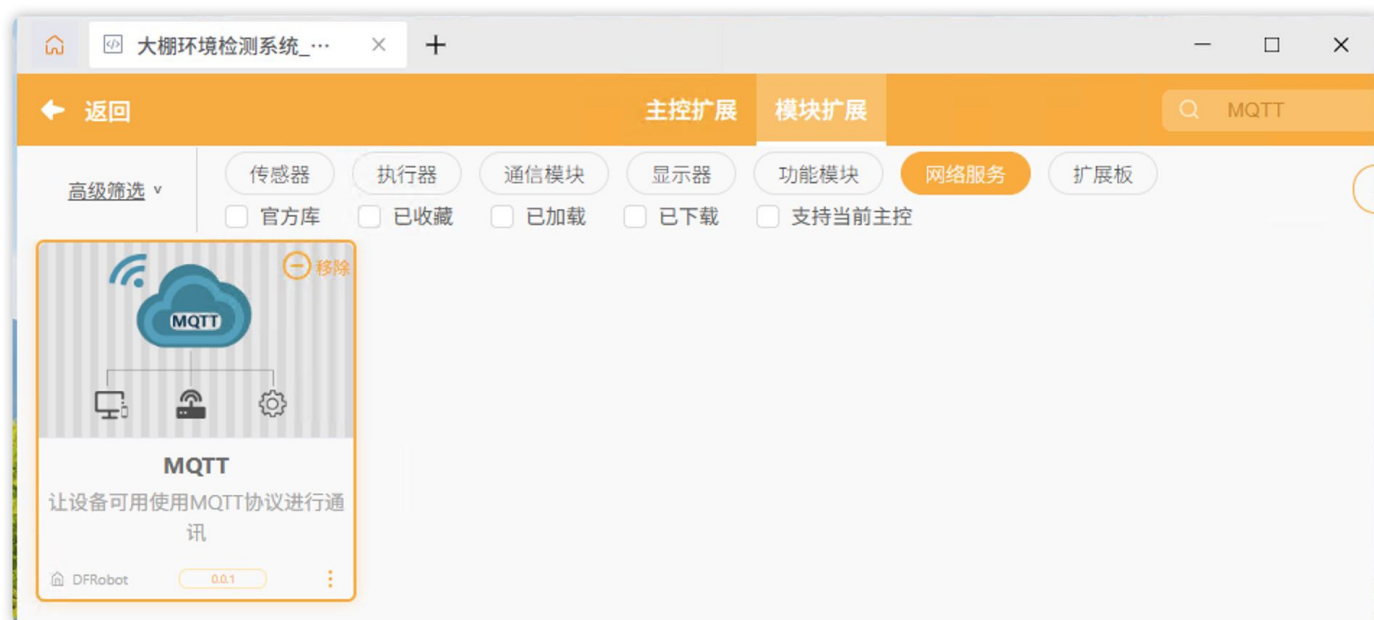 大棚环境检测系统_…
返回
主控扩展 模块扩展
MQTT
高级筛选
传感器 执行器 通信模块 显示器 功能模块 网络服务 扩展板
官方库 已收藏 已加载 已下载 支持当前主控
移除
MQTT
MQTT
让设备可用使用MQTT协议进行通
讯
DFRobot 0.0.1